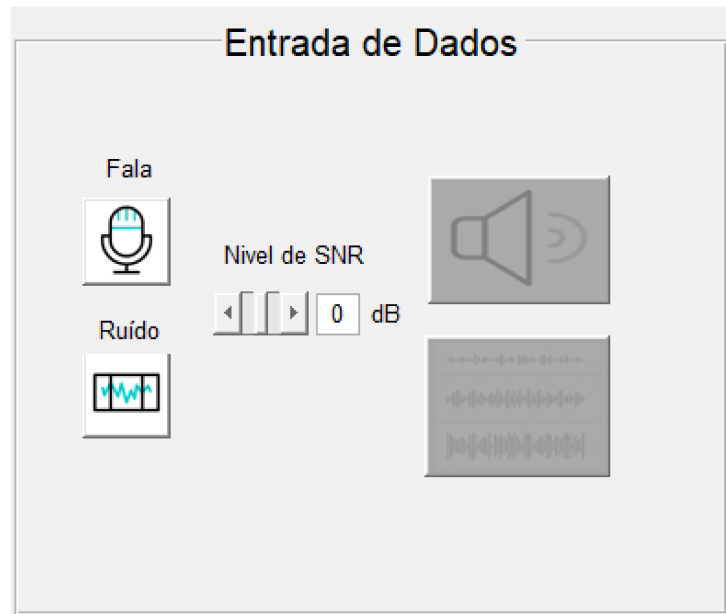 Entrada de Dados
Fala
Nivel de SNR
0 dB
Ruído